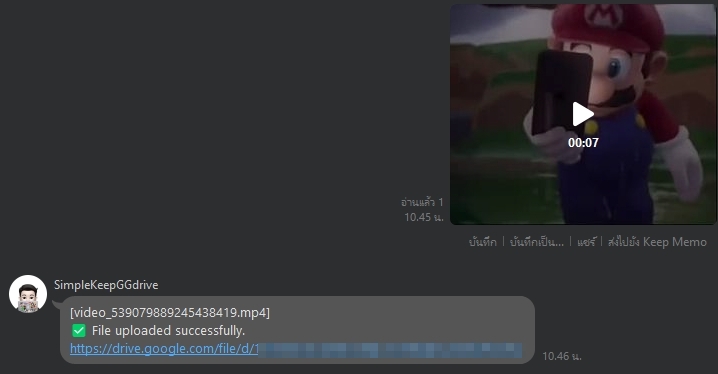 M
00:07
อ่านแล้ว 1
10.45 น.
บันทึก | บันทึกเป็น... | แชร์ | ส่งไปยัง Keep Memo
SimpleKeepGGdrive
[video_539079889245438419.mp4]
✅ File uploaded successfully.
https://drive.google.com/file/d/1
10.46 น.